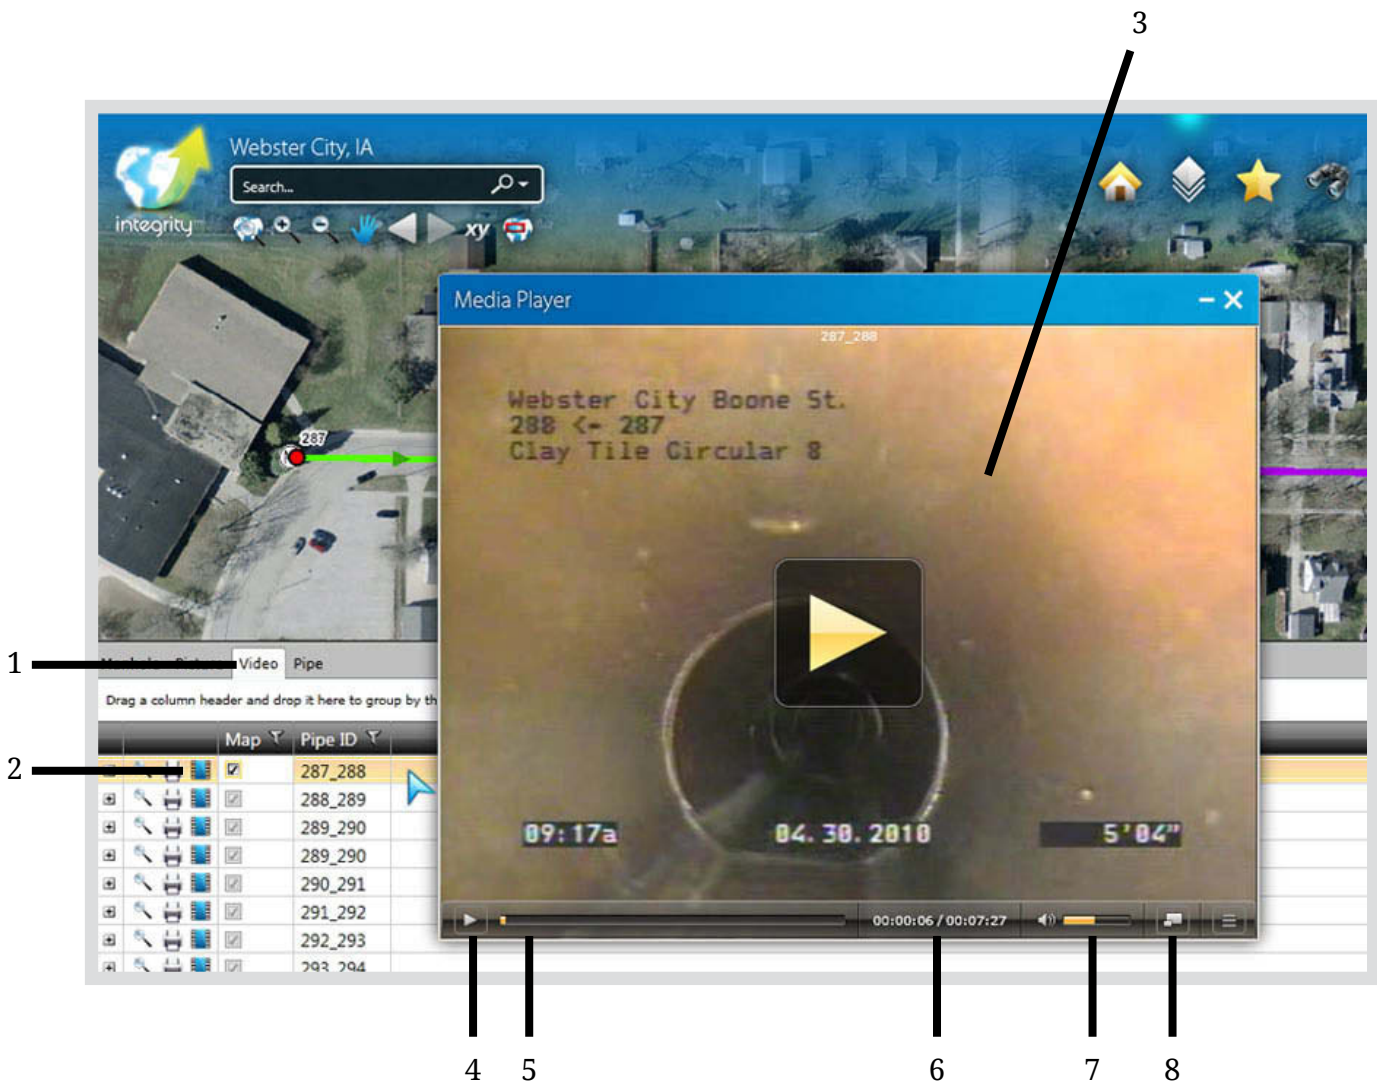 3
Webster City, IA
Search...
integrity
xy
Media Player
287_288
Webster City Boone St.
288 <- 287
Clay Tile Circular 8
287
1
Video
Pipe
Drag a column header and drop it here to group by th
Map
Pipe ID
2
287_288
288_289
289_290
289_290
290_291
291_292
292_293
293_294
09:17a
04.30.2010
5'04"
00:00:06 / 00:07:27
4
5
6
7
8